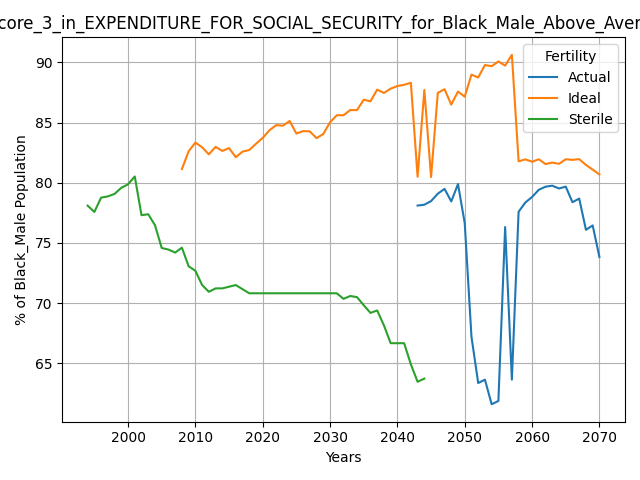 core_3_in_EXPENDITURE_FOR_SOCIAL_SECURITY_for_Black_Male_Above_Aver
Fertility
Actual
Ideal
Sterile
% of Black_Male Population
90
85
80
75
70
65
2000 2010 2020 2030 2040 2050 2060 2070
Years